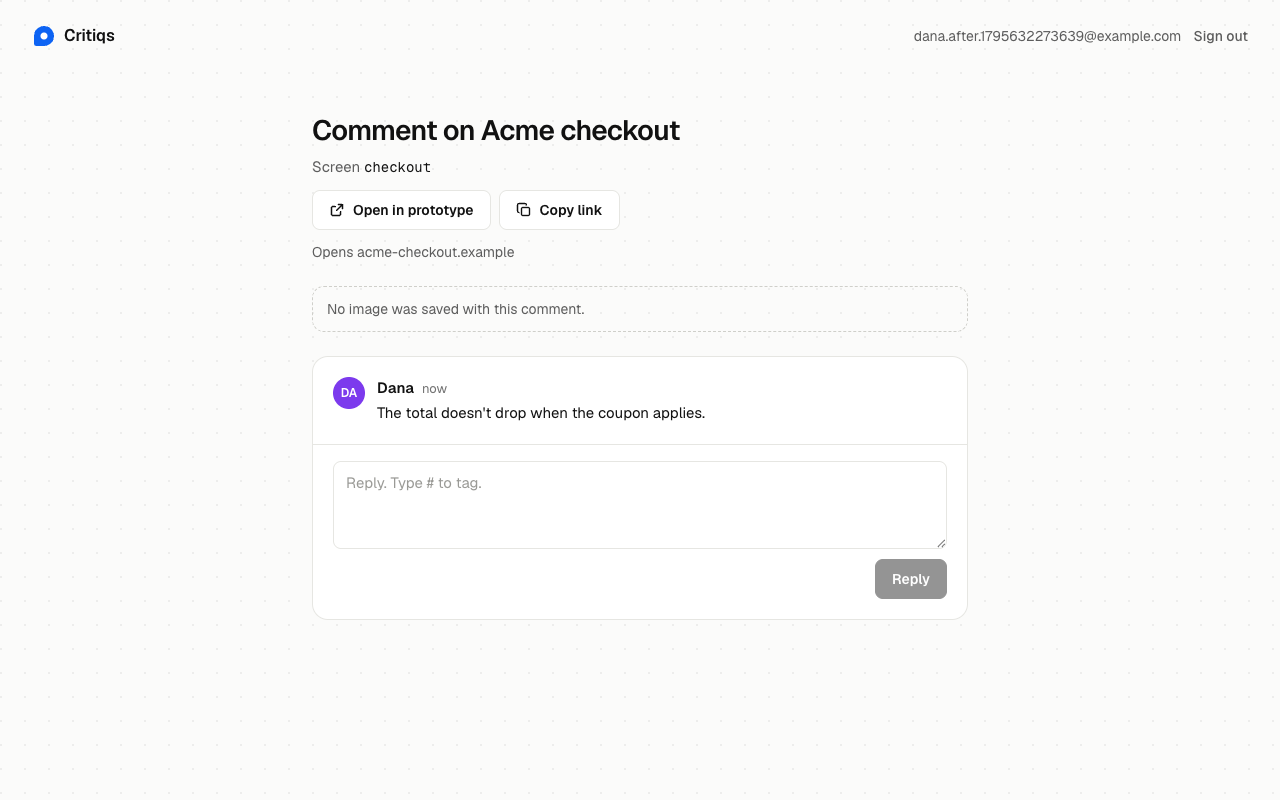 Critiqs
dana.after.1795632273639@example.com Sign out
Comment on Acme checkout
Screen checkout
Open in prototype Copy link
Opens acme-checkout.example
No image was saved with this comment.
DA Dana now
The total doesn't drop when the coupon applies.
Reply. Type # to tag.
Reply